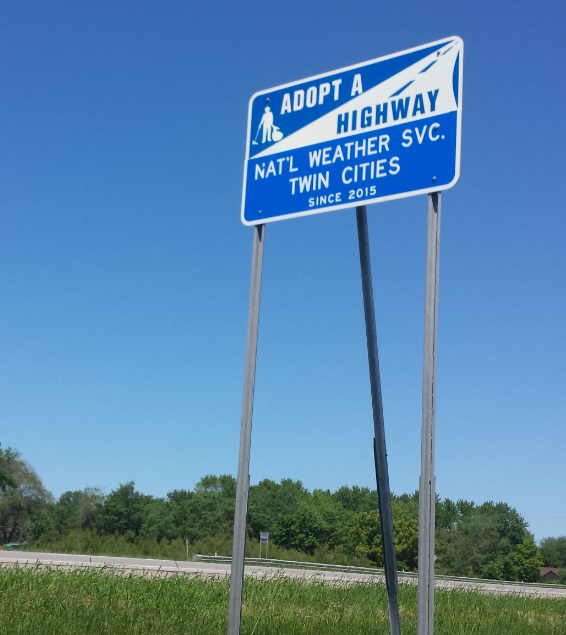 ADOPT A
HIGHWAY
NAT'L WEATHER SVC.
TWIN CITIES
SINCE 2015